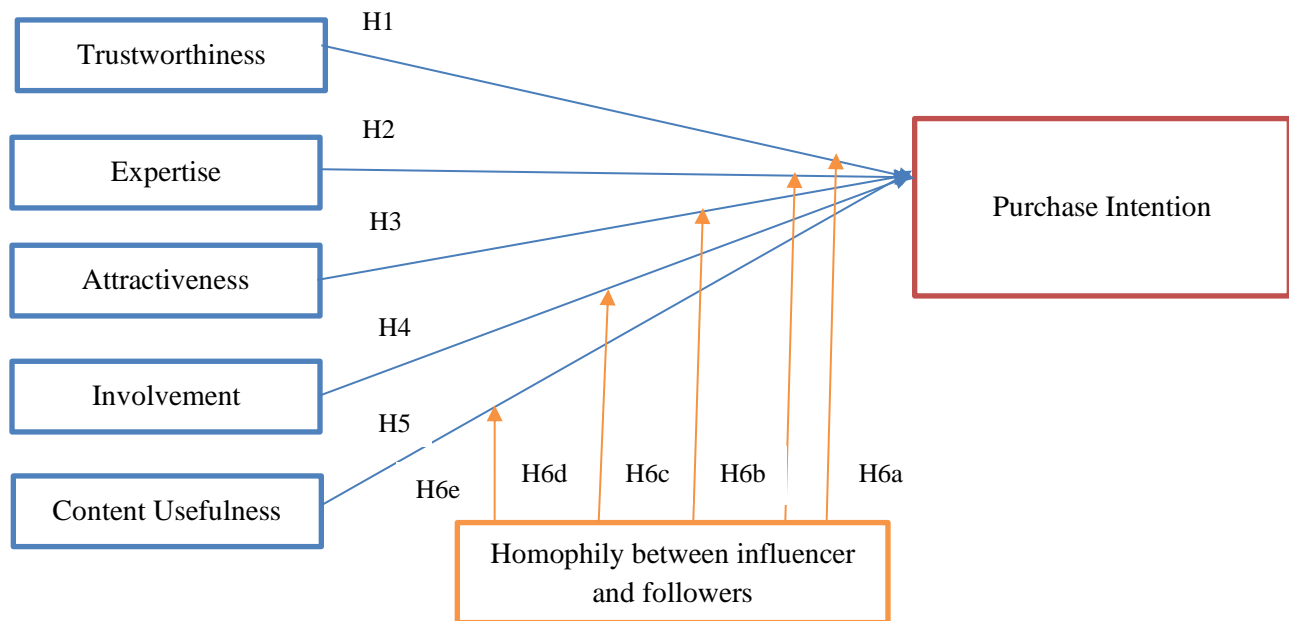 H1
Trustworthiness
H2
Expertise
Purchase Intention
H3
Attractiveness
H4
Involvement
H5
H6e
H6d
H6c
H6b
H6a
Content Usefulness
Homophily between influencer
and followers